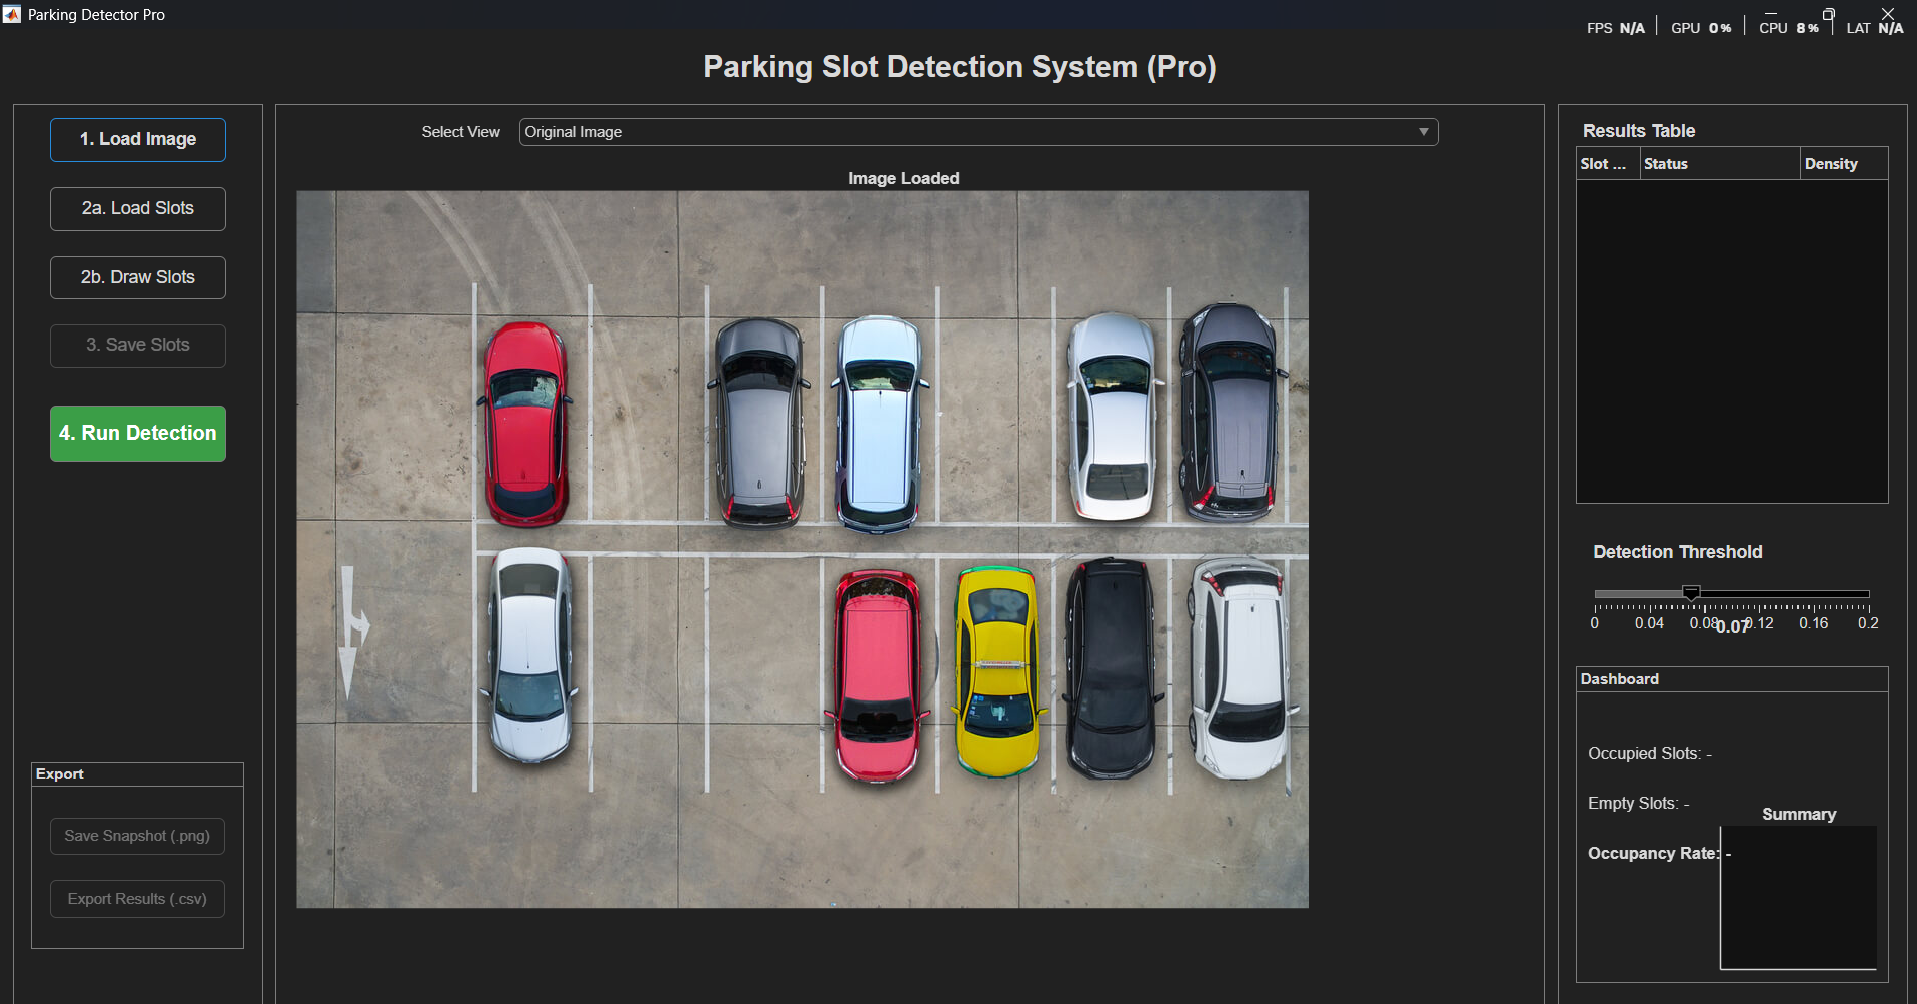 Parking Detector Pro
FPS N/A GPU 0% CPU 8% LAT N/A
Parking Slot Detection System (Pro)
1. Load Image
2a. Load Slots
2b. Draw Slots
3. Save Slots
4. Run Detection
Export
Save Snapshot (.png)
Export Results (.csv)
Select View Original Image
Image Loaded
Results Table
Slot ... Status Density
Detection Threshold
0 0.04 0.08 0.12 0.16 0.2
0.07
Dashboard
Occupied Slots: -
Empty Slots: -
Occupancy Rate: -
Summary